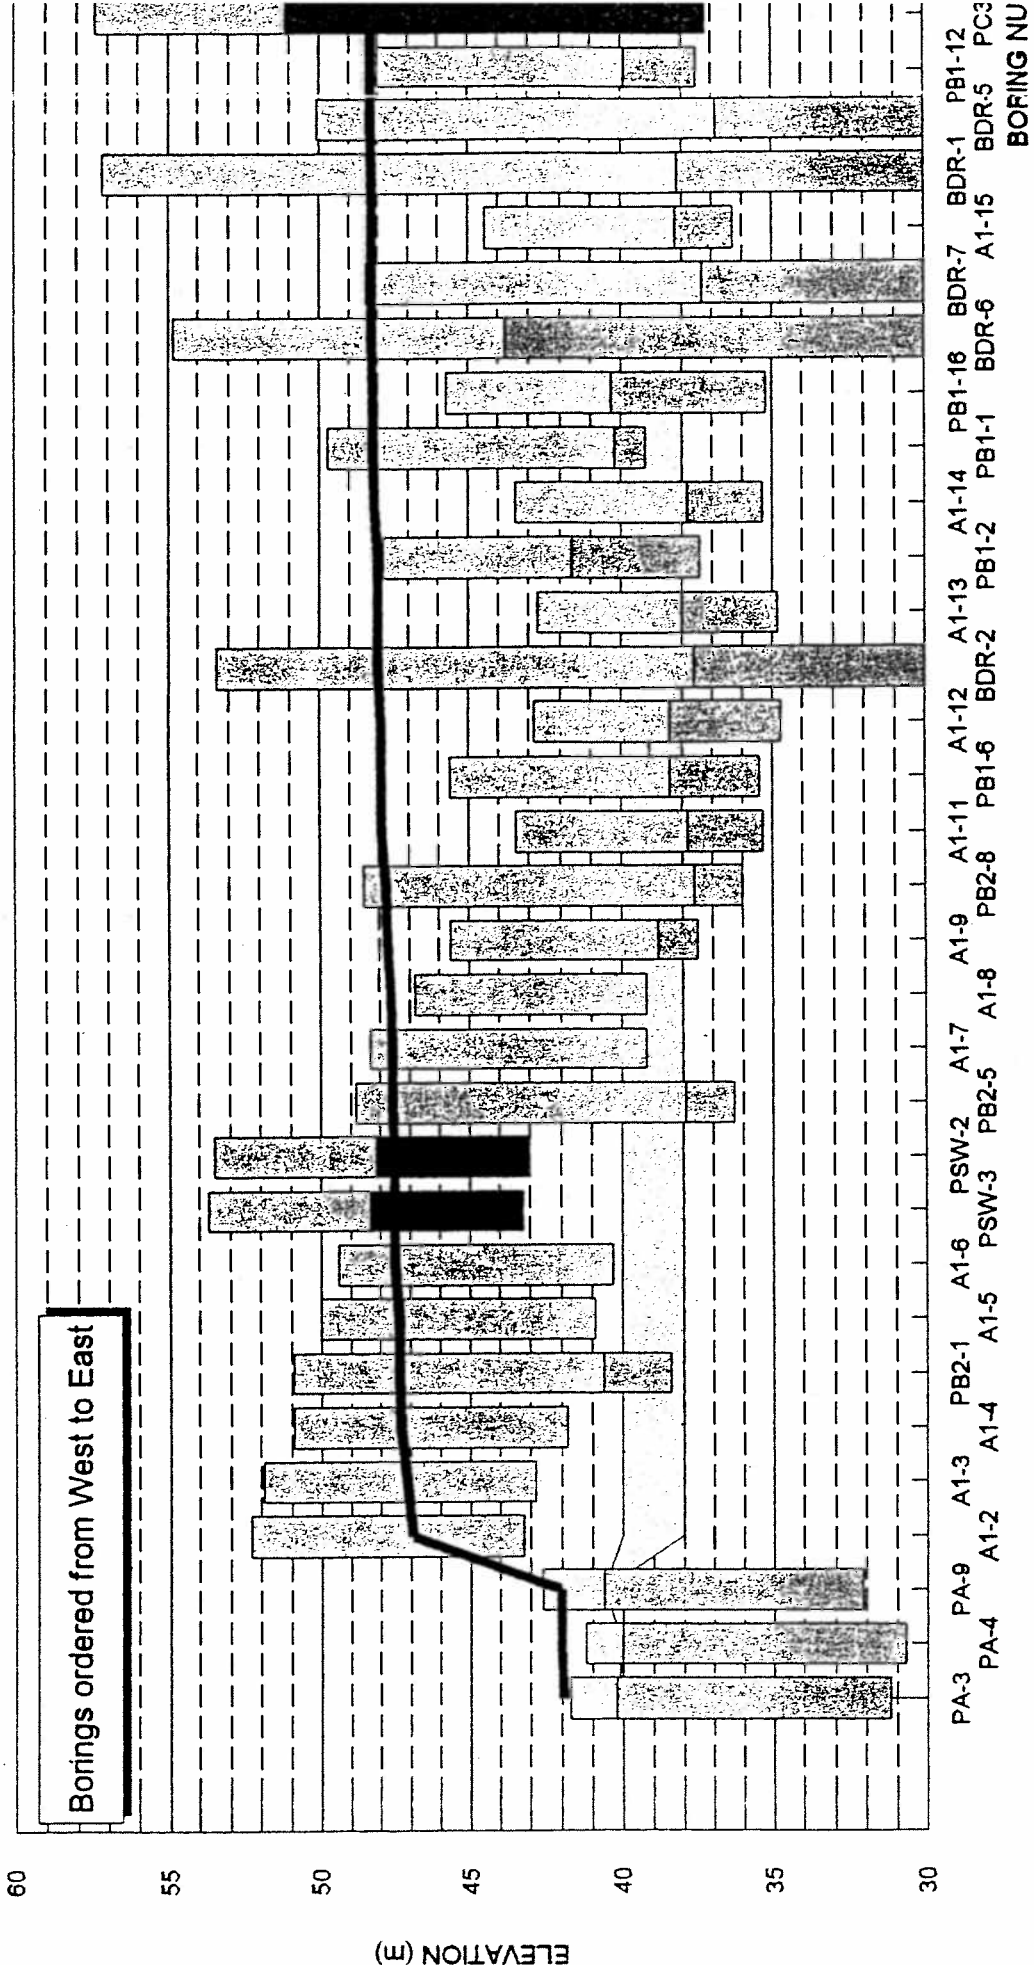 Borings ordered from West to East
ELEVATION (m)
60
55
50
45
40
35
30
PA-3
PA-4
PA-9
A1-2
A1-3
A1-4
PB2-1
A1-5
A1-6
PSW-3
PSW-2
PB2-5
A1-7
A1-8
A1-9
PB2-8
A1-11
PB1-6
A1-12
BDR-2
A1-13
PB1-2
A1-14
PB1-1
PB1-16
BDR-6
BDR-7
A1-15
BDR-1
BDR-5
PB1-12
PC3
BORING NU